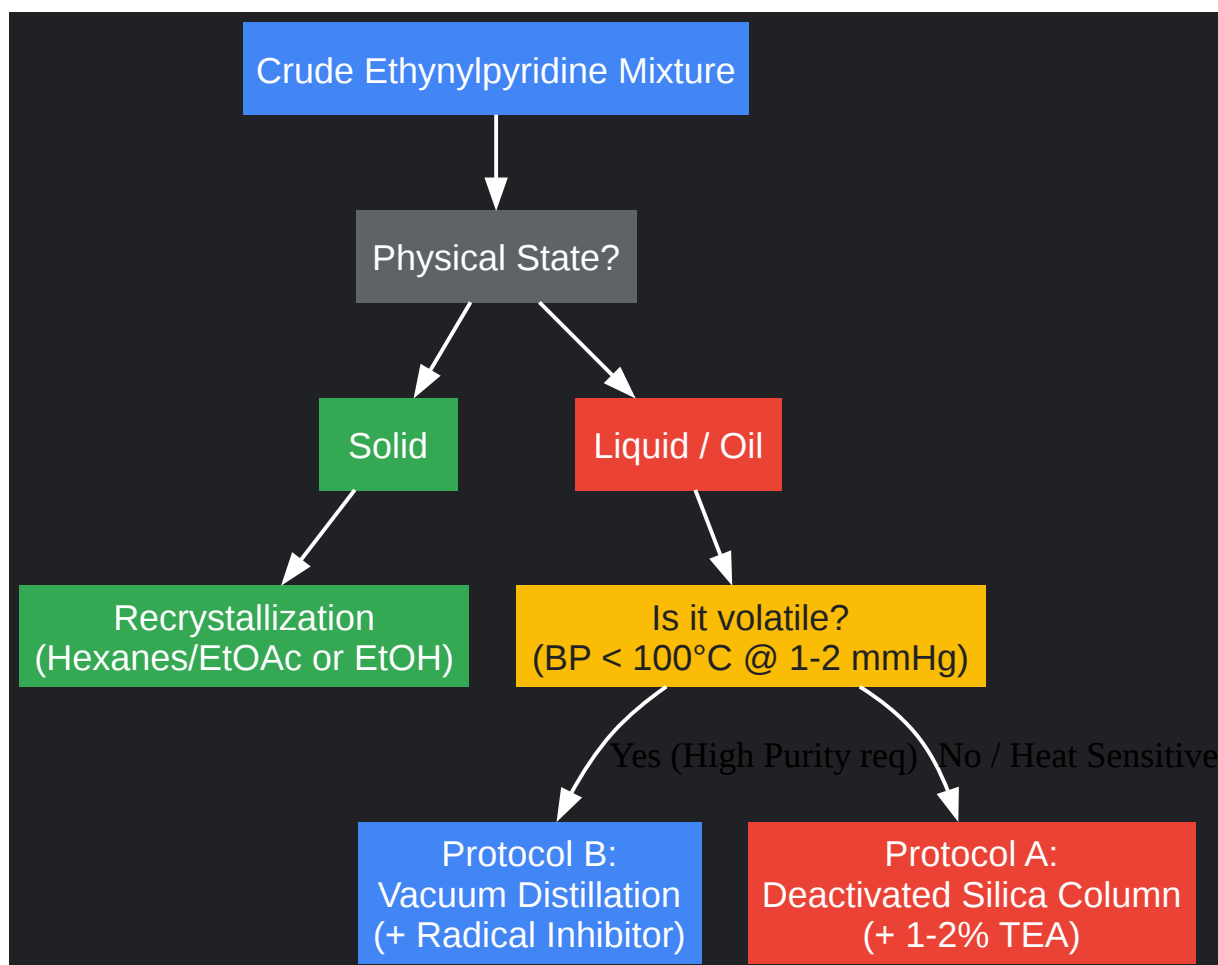 Crude Ethynylpyridine Mixture
Physical State?
Solid
Liquid / Oil
Recrystallization
(Hexanes/EtOAc or EtOH)
Is it volatile?
(BP < 100°C @ 1-2 mmHg)
Yes (High Purity req)
No / Heat Sensitive
Protocol B:
Vacuum Distillation
(+ Radical Inhibitor)
Protocol A:
Deactivated Silica Column
(+ 1-2% TEA)